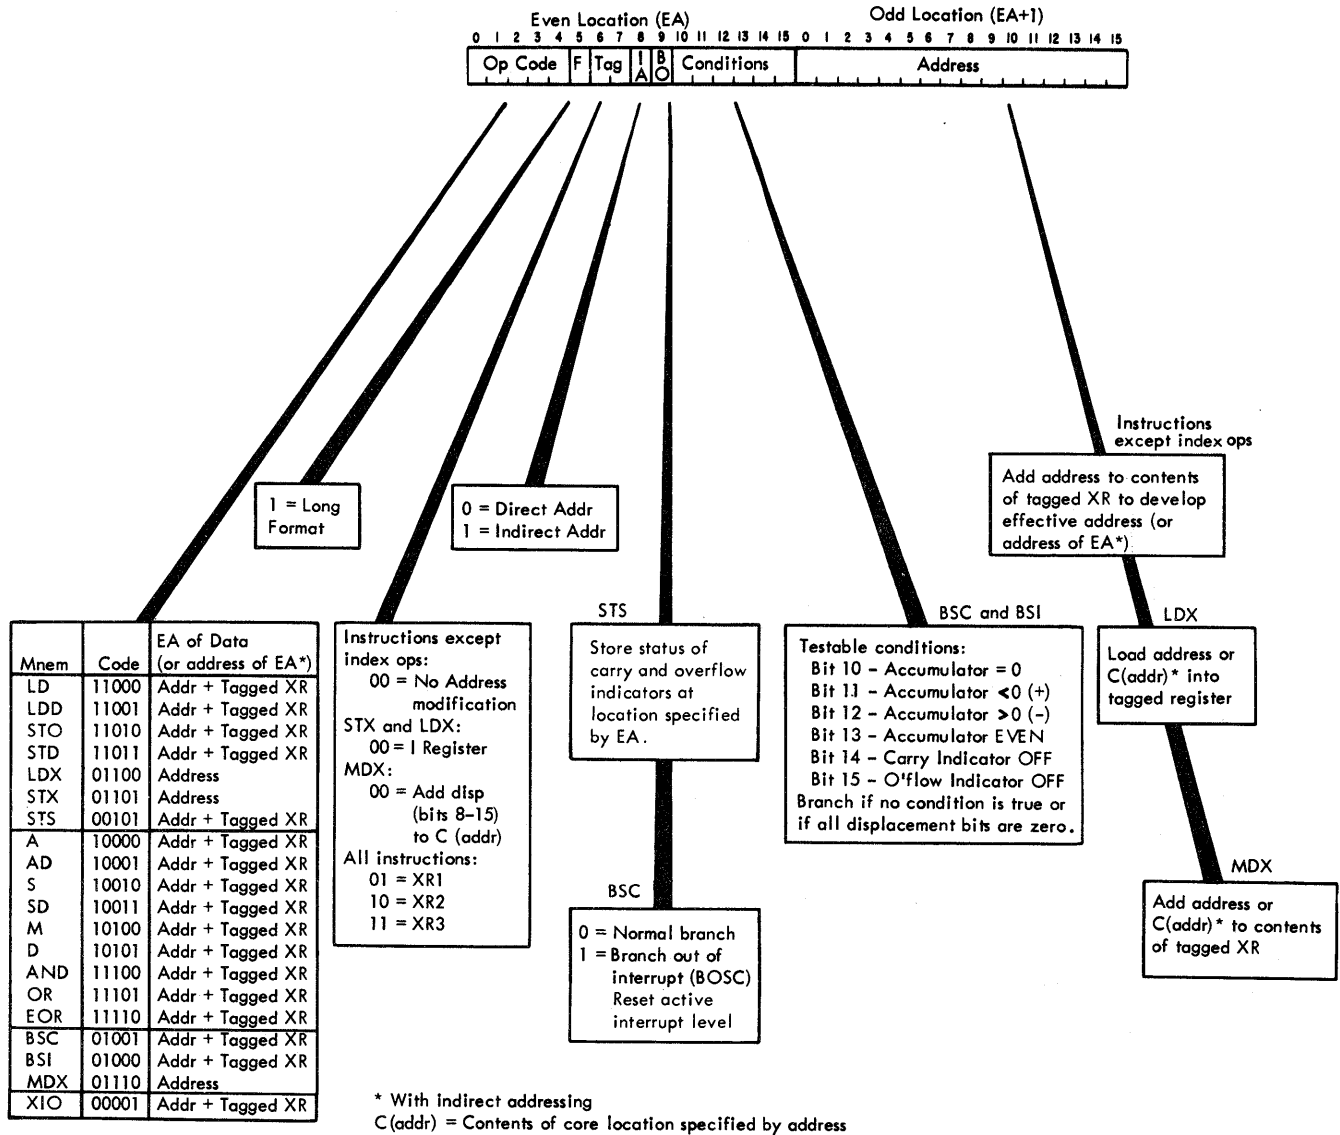 Even Location (EA)
Odd Location (EA+1)
0 1 2 3 4 5 6 7 8 9 10 11 12 13 14 15 0 1 2 3 4 5 6 7 8 9 10 11 12 13 14 15
Op Code F Tag IA BO Conditions Address
Instructions
except index ops
Add address to contents
of tagged XR to develop
effective address (or
address of EA*)
1 = Long
Format
0 = Direct Addr
1 = Indirect Addr
Mnem Code EA of Data
(or address of EA*)
LD 11000 Addr + Tagged XR
LDD 11001 Addr + Tagged XR
STO 11010 Addr + Tagged XR
STD 11011 Addr + Tagged XR
LDX 01100 Address
STX 01101 Address
STS 00101 Addr + Tagged XR
A 10000 Addr + Tagged XR
AD 10001 Addr + Tagged XR
S 10010 Addr + Tagged XR
SD 10011 Addr + Tagged XR
M 10100 Addr + Tagged XR
D 10101 Addr + Tagged XR
AND 11100 Addr + Tagged XR
OR 11101 Addr + Tagged XR
EOR 11110 Addr + Tagged XR
BSC 01001 Addr + Tagged XR
BSI 01000 Addr + Tagged XR
MDX 01110 Address
XIO 00001 Addr + Tagged XR
Instructions except
index ops:
00 = No Address
modification
STX and LDX:
00 = I Register
MDX:
00 = Add disp
(bits 8-15)
to C (addr)
All instructions:
01 = XR1
10 = XR2
11 = XR3
STS
Store status of
carry and overflow
indicators at
location specified
by EA.
BSC
0 = Normal branch
1 = Branch out of
interrupt (BOSC)
Reset active
interrupt level
BSC and BSI
Testable conditions:
Bit 10 - Accumulator = 0
Bit 11 - Accumulator <0 (+)
Bit 12 - Accumulator >0 (-)
Bit 13 - Accumulator EVEN
Bit 14 - Carry Indicator OFF
Bit 15 - O'flow Indicator OFF
Branch if no condition is true or
if all displacement bits are zero.
LDX
Load address or
C(addr)* into
tagged register
MDX
Add address or
C(addr)* to contents
of tagged XR
* With indirect addressing
C(addr) = Contents of core location specified by address